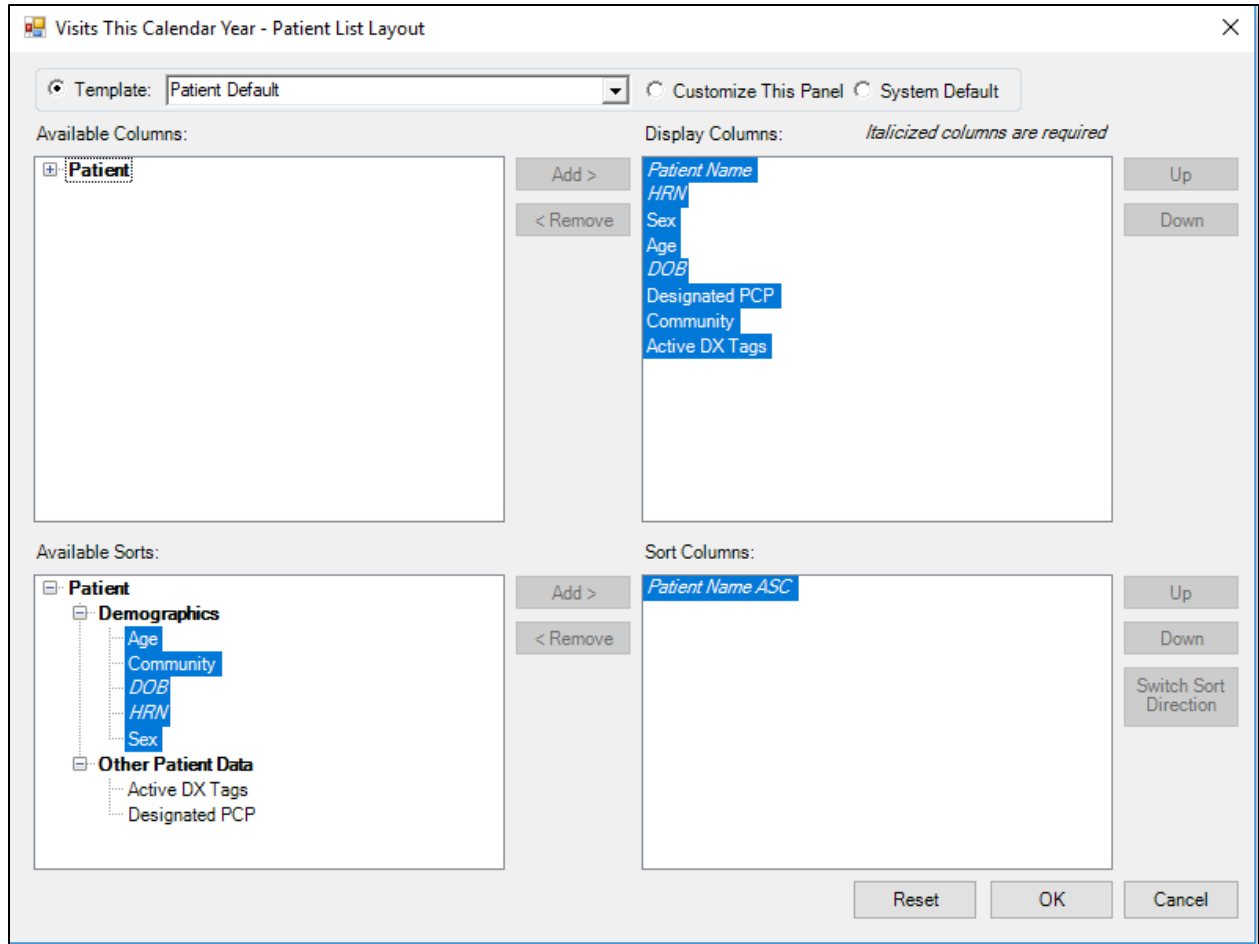 Visits This Calendar Year - Patient List Layout
Template: Patient Default Customize This Panel System Default
Available Columns:
Patient
Add >
< Remove
Display Columns: Italicized columns are required
Patient Name
HRN
Sex
Age
DOB
Designated PCP
Community
Active DX Tags
Up
Down
Available Sorts:
Patient
Demographics
Age
Community
DOB
HRN
Sex
Other Patient Data
Active DX Tags
Designated PCP
Add >
< Remove
Sort Columns:
Patient Name ASC
Up
Down
Switch Sort
Direction
Reset OK Cancel